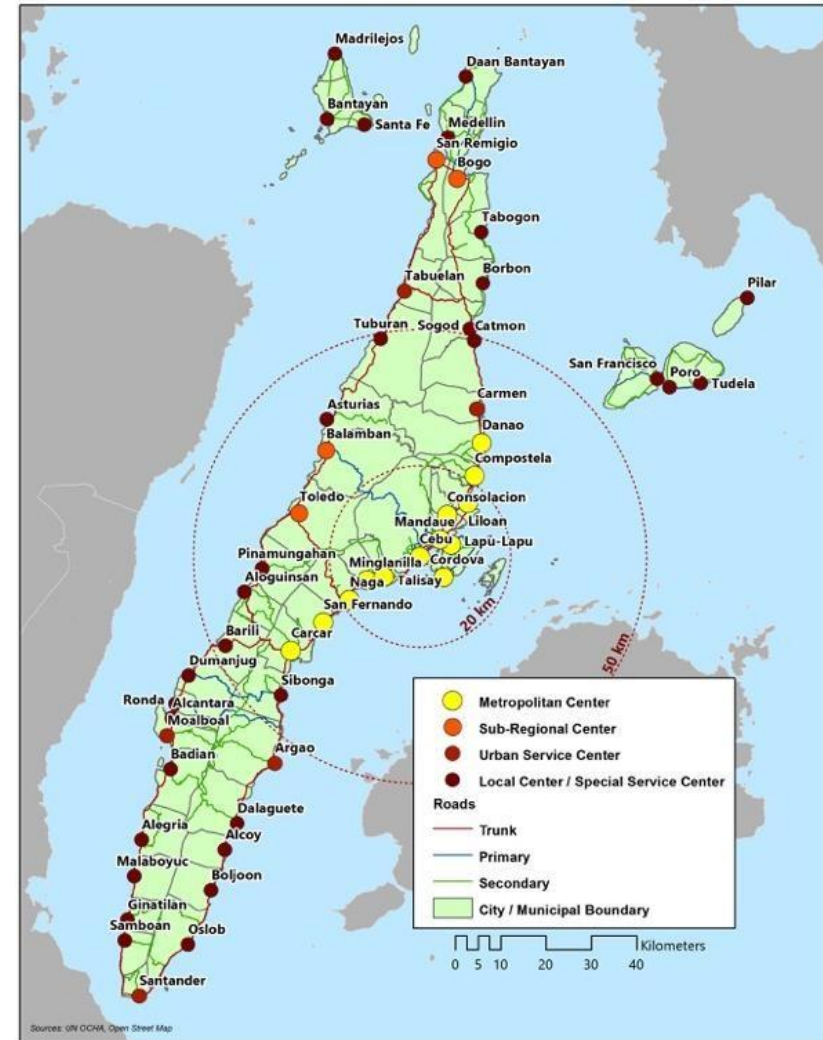 Madrilejos
Daan Bantayan
Bantayan
Santa Fe
Medellin
San Remigio
Bogo
Tabogon
Tabuelan
Borbon
Pilar
Tuburan
Sogod
Catmon
San Francisco
Poro
Tudela
Asturias
Carmen
Balamban
Danao
Compostela
Toledo
Consolacion
Mandaue
Liloan
Cebu
Lapu-Lapu
Pinamungahan
Minglanilla
Cordova
Aloguinsan
Naga
Talisay
San Fernando
20 km
Carcar
Barili
50 km
Dumanjug
Sibonga
Ronda
Alcantara
Moalboal
Argao
Badian
Dalaguete
Alegria
Alcoy
Malaboyuc
Boljoon
Ginatilan
Samboan
Oslob
Santander
Metropolitan Center
Sub-Regional Center
Urban Service Center
Local Center / Special Service Center
Roads
Trunk
Primary
Secondary
City / Municipal Boundary
Kilometers
0 5 10 20 30 40
Sources: UN OCHA, Open Street Map